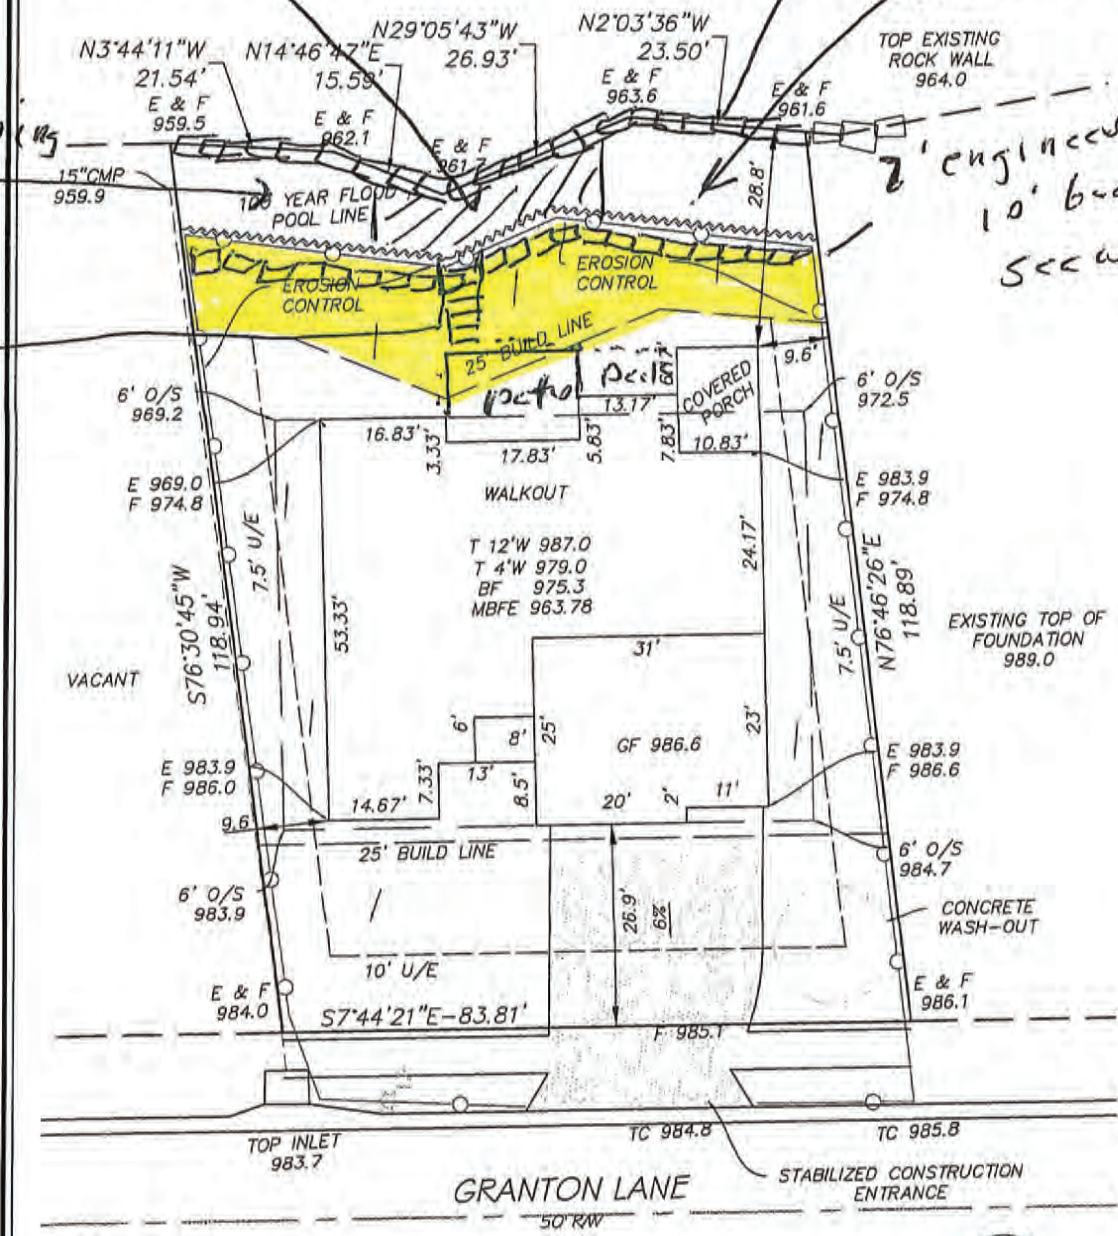 N3°44'11"W
21.54'
N14°46'47"E
15.59'
N29°05'43"W
26.93'
N2°03'36"W
23.50'
TOP EXISTING
ROCK WALL
964.0
E & F
959.5
E & F
962.1
E & F
961.7
E & F
963.6
E & F
961.6
15"CMP
959.9
100 YEAR FLOOD
POOL LINE
28.8'
10'
EROSION
CONTROL
EROSION
CONTROL
25' BUILD LINE
patio
9.6'
6' O/S
969.2
6' O/S
972.5
COVERED
PORCH
13.17'
16.83'
3.33'
17.83'
5.83'
7.83'
10.83'
E 969.0
F 974.8
E 983.9
F 974.8
WALKOUT
T 12'W 987.0
T 4'W 979.0
BF 975.3
MBFE 963.78
7.5' U/E
24.17'
S76°30'45"W
118.94'
53.33'
7.5' U/E
N76°46'26"E
118.89'
EXISTING TOP OF
FOUNDATION
989.0
VACANT
31'
6'
8'
25'
GF 986.6
23'
E 983.9
F 986.0
13'
7.33'
8.5'
E 983.9
F 986.6
14.67'
20'
2'
11'
9.6'
25' BUILD LINE
6' O/S
984.7
6' O/S
983.9
26.9'
6%
CONCRETE
WASH-OUT
10' U/E
E & F
984.0
E & F
986.1
S7°44'21"E-83.81'
F 985.1
TOP INLET
983.7
TC 984.8
TC 985.8
STABILIZED CONSTRUCTION
ENTRANCE
GRANTON LANE
50' R/W